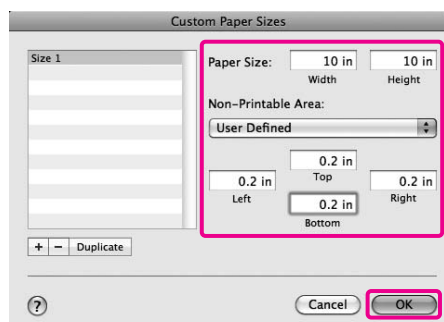 Custom Paper Sizes
Size 1
Paper Size: 10 in 10 in
Width Height
Non-Printable Area:
User Defined
0.2 in
Top
0.2 in 0.2 in
Left Right
0.2 in
Bottom
+ − Duplicate
? Cancel OK